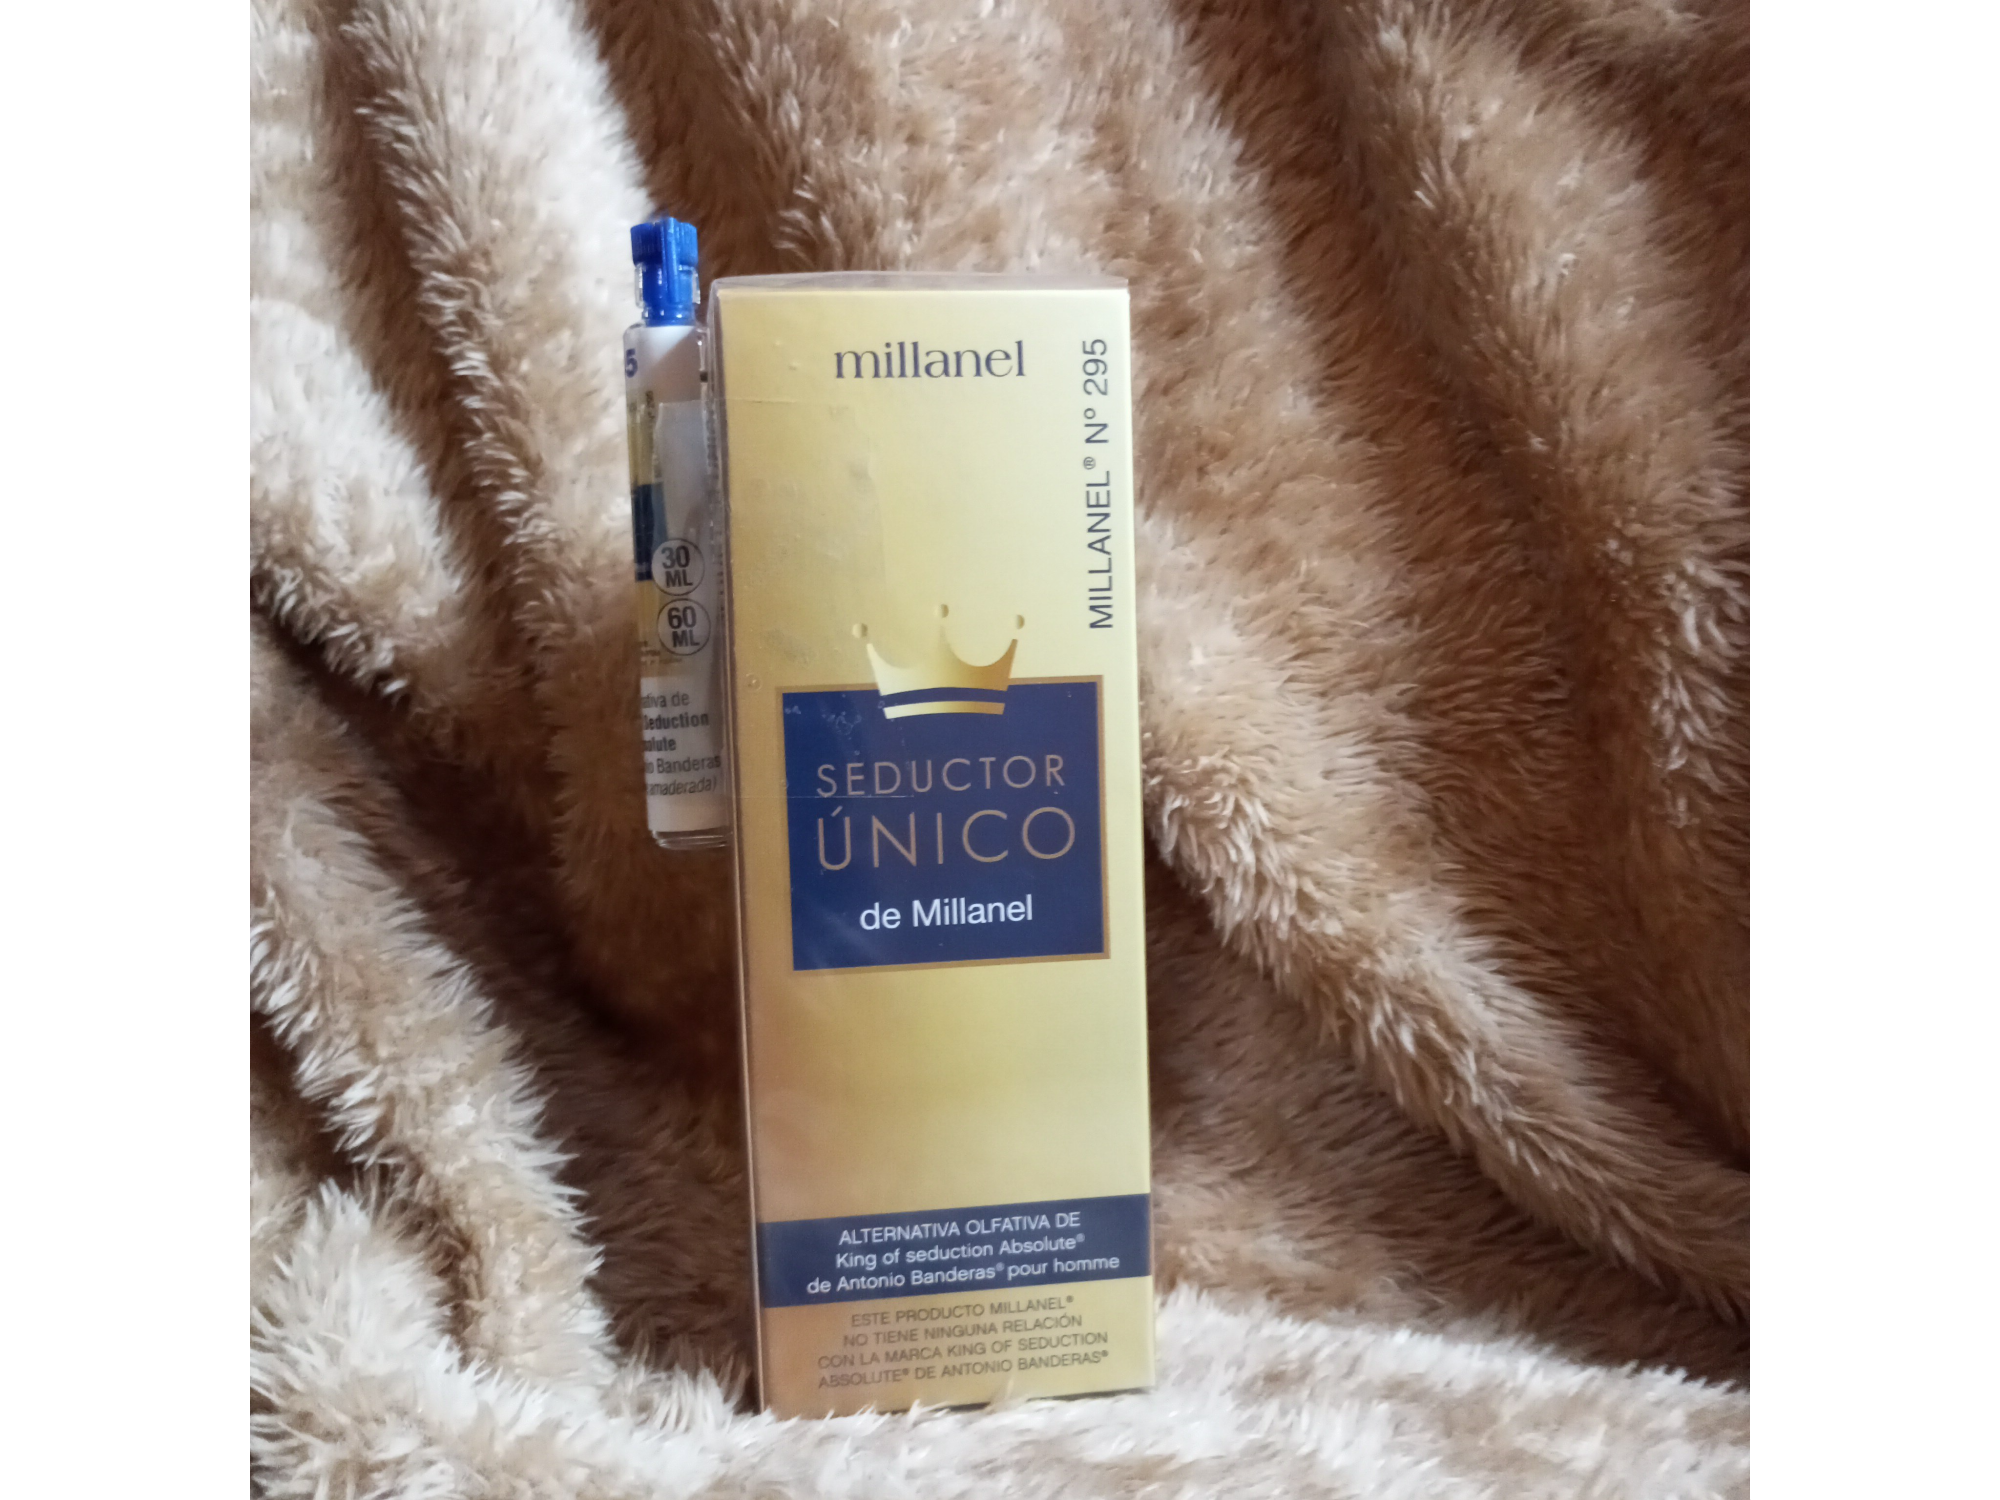 millanel
MILLANEL® Nº 295
SEDUCTOR
ÚNICO
de Millanel
ALTERNATIVA OLFATIVA DE
King of seduction Absolute®
de Antonio Banderas® pour homme
ESTE PRODUCTO MILLANEL®
NO TIENE NINGUNA RELACIÓN
CON LA MARCA KING OF SEDUCTION
ABSOLUTE® DE ANTONIO BANDERAS®
5
30
ML
60
ML
de
Seduction
Banderas